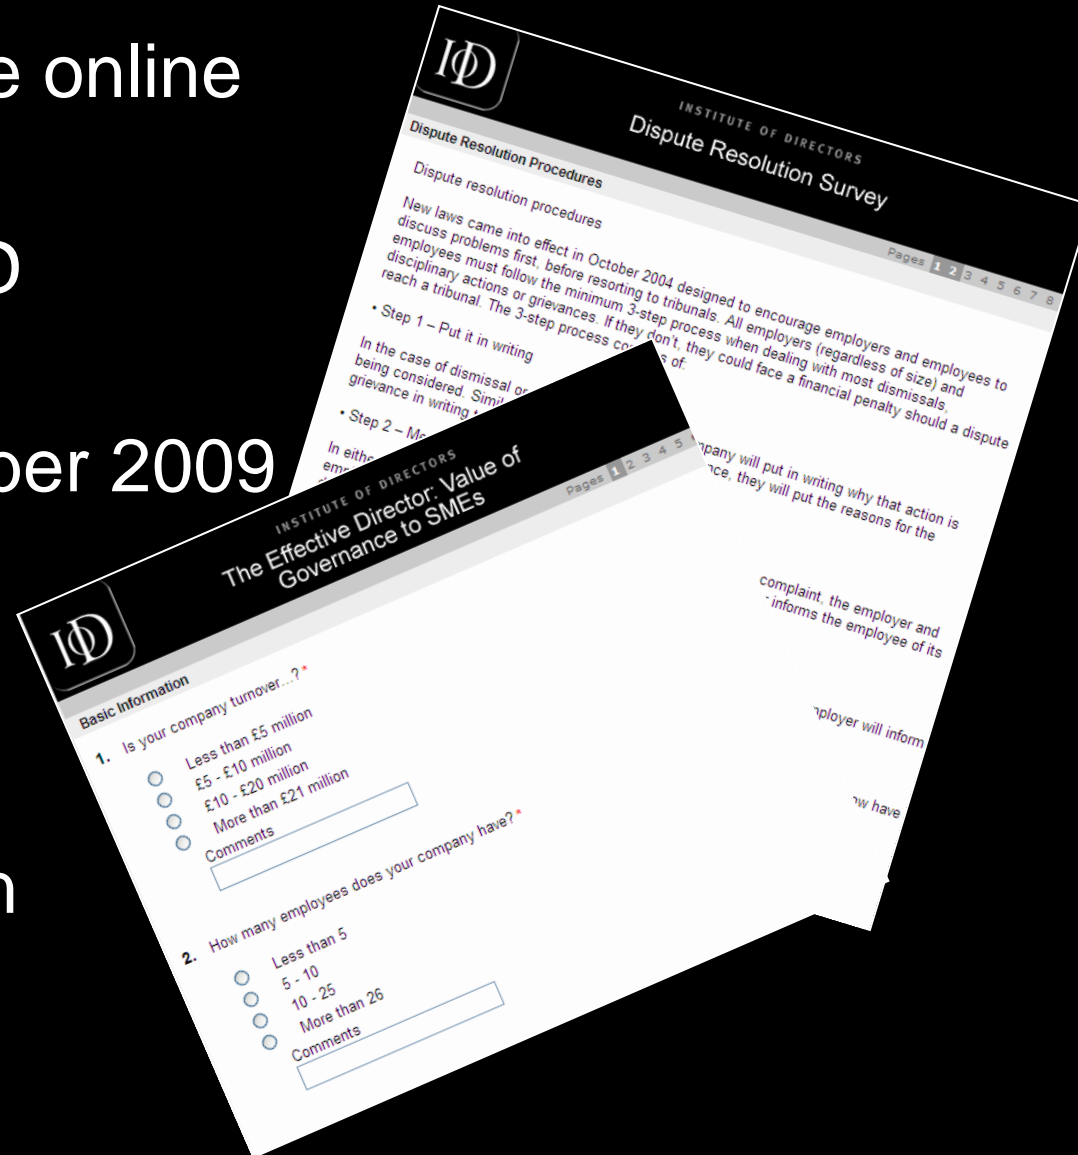 e online
ber 2009
n
IoD
INSTITUTE OF DIRECTORS
Dispute Resolution Survey
Pages 1 2 3 4 5 6 7 8
Dispute Resolution Procedures
Dispute resolution procedures
New laws came into effect in October 2004 designed to encourage employers and employees to
discuss problems first, before resorting to tribunals. All employers (regardless of size) and
employees must follow the minimum 3-step process when dealing with most dismissals,
disciplinary actions or grievances. If they don't, they could face a financial penalty should a dispute
reach a tribunal. The 3-step process of:
• Step 1 – Put it in writing
In the case of dismissal or
being considered.
grievance in writing
company will put in writing why that action is
they will put the reasons for the
• Step 2 –
In
complaint, the employer and
informs the employee of its
employer will inform
have
IoD
INSTITUTE OF DIRECTORS
The Effective Director: Value of
Governance to SMEs
Pages 1 2 3 4 5
Basic Information
1. Is your company turnover...? *
Less than £5 million
£5 - £10 million
£10 - £20 million
More than £21 million
Comments
2. How many employees does your company have? *
Less than 5
5 - 10
10 - 25
More than 26
Comments